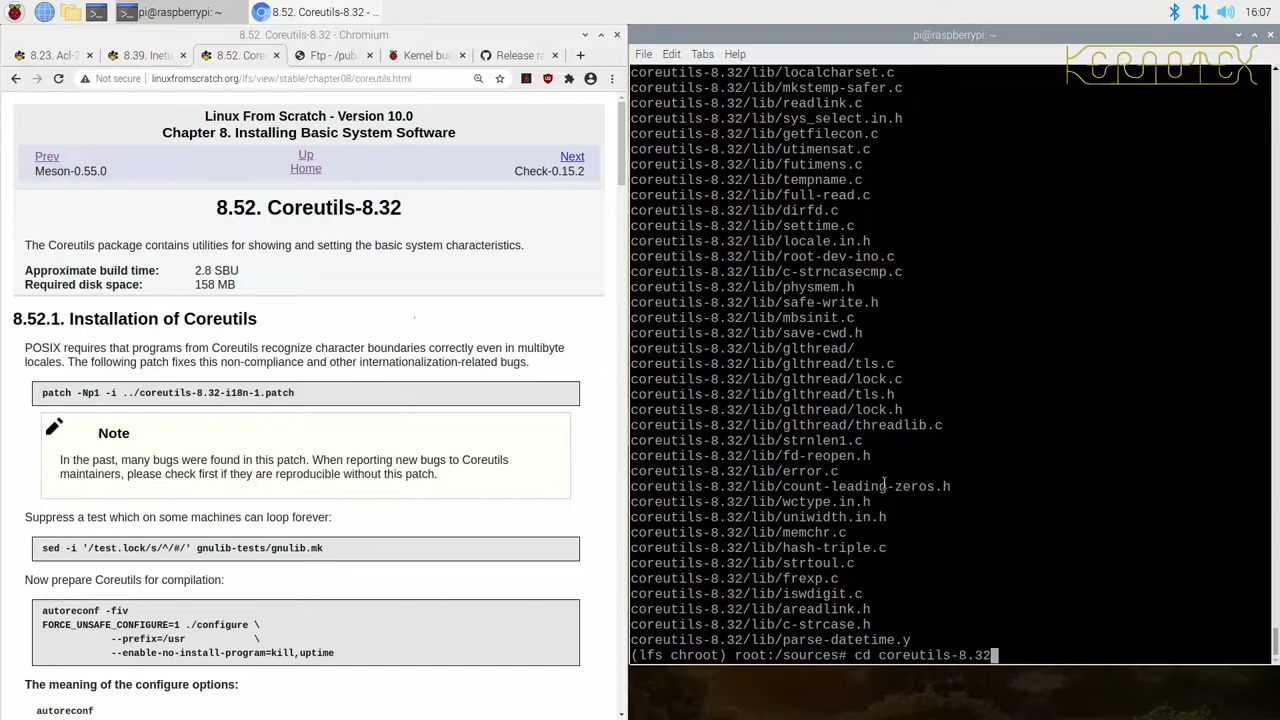 pi@raspberrypi: ~
8.52. Coreutils-8.32 - ...
16:07
8.52. Coreutils-8.32 - Chromium
8.23. Acl-2
8.39. Inetu
8.52. Core
Ftp - /pub/
Kernel buil
Release ra
Not secure
linuxfromscratch.org/lfs/view/stable/chapter08/coreutils.html
Linux From Scratch - Version 10.0
Chapter 8. Installing Basic System Software
Prev
Up
Next
Meson-0.55.0
Home
Check-0.15.2
8.52. Coreutils-8.32
The Coreutils package contains utilities for showing and setting the basic system characteristics.
Approximate build time: 2.8 SBU
Required disk space: 158 MB
8.52.1. Installation of Coreutils
POSIX requires that programs from Coreutils recognize character boundaries correctly even in multibyte
locales. The following patch fixes this non-compliance and other internationalization-related bugs.
patch -Np1 -i ../coreutils-8.32-i18n-1.patch
Note
In the past, many bugs were found in this patch. When reporting new bugs to Coreutils
maintainers, please check first if they are reproducible without this patch.
Suppress a test which on some machines can loop forever:
sed -i '/test.lock/s/^/#/' gnulib-tests/gnulib.mk
Now prepare Coreutils for compilation:
autoreconf -fiv
FORCE_UNSAFE_CONFIGURE=1 ./configure \
--prefix=/usr \
--enable-no-install-program=kill,uptime
The meaning of the configure options:
autoreconf
pi@raspberrypi: ~
File Edit Tabs Help
coreutils-8.32/lib/localcharset.c
coreutils-8.32/lib/mkstemp-safer.c
coreutils-8.32/lib/readlink.c
coreutils-8.32/lib/sys_select.in.h
coreutils-8.32/lib/getfilecon.c
coreutils-8.32/lib/utimensat.c
coreutils-8.32/lib/futimens.c
coreutils-8.32/lib/tempname.c
coreutils-8.32/lib/full-read.c
coreutils-8.32/lib/dirfd.c
coreutils-8.32/lib/settime.c
coreutils-8.32/lib/locale.in.h
coreutils-8.32/lib/root-dev-ino.c
coreutils-8.32/lib/c-strncasecmp.c
coreutils-8.32/lib/physmem.h
coreutils-8.32/lib/safe-write.h
coreutils-8.32/lib/mbsinit.c
coreutils-8.32/lib/save-cwd.h
coreutils-8.32/lib/glthread/
coreutils-8.32/lib/glthread/tls.c
coreutils-8.32/lib/glthread/lock.c
coreutils-8.32/lib/glthread/tls.h
coreutils-8.32/lib/glthread/lock.h
coreutils-8.32/lib/glthread/threadlib.c
coreutils-8.32/lib/strnlen1.c
coreutils-8.32/lib/fd-reopen.h
coreutils-8.32/lib/error.c
coreutils-8.32/lib/count-leading-zeros.h
coreutils-8.32/lib/wctype.in.h
coreutils-8.32/lib/uniwidth.in.h
coreutils-8.32/lib/memchr.c
coreutils-8.32/lib/hash-triple.c
coreutils-8.32/lib/strtoul.c
coreutils-8.32/lib/frexp.c
coreutils-8.32/lib/iswdigit.c
coreutils-8.32/lib/areadlink.h
coreutils-8.32/lib/c-strcase.h
coreutils-8.32/lib/parse-datetime.y
(lfs chroot) root:/sources# cd coreutils-8.32